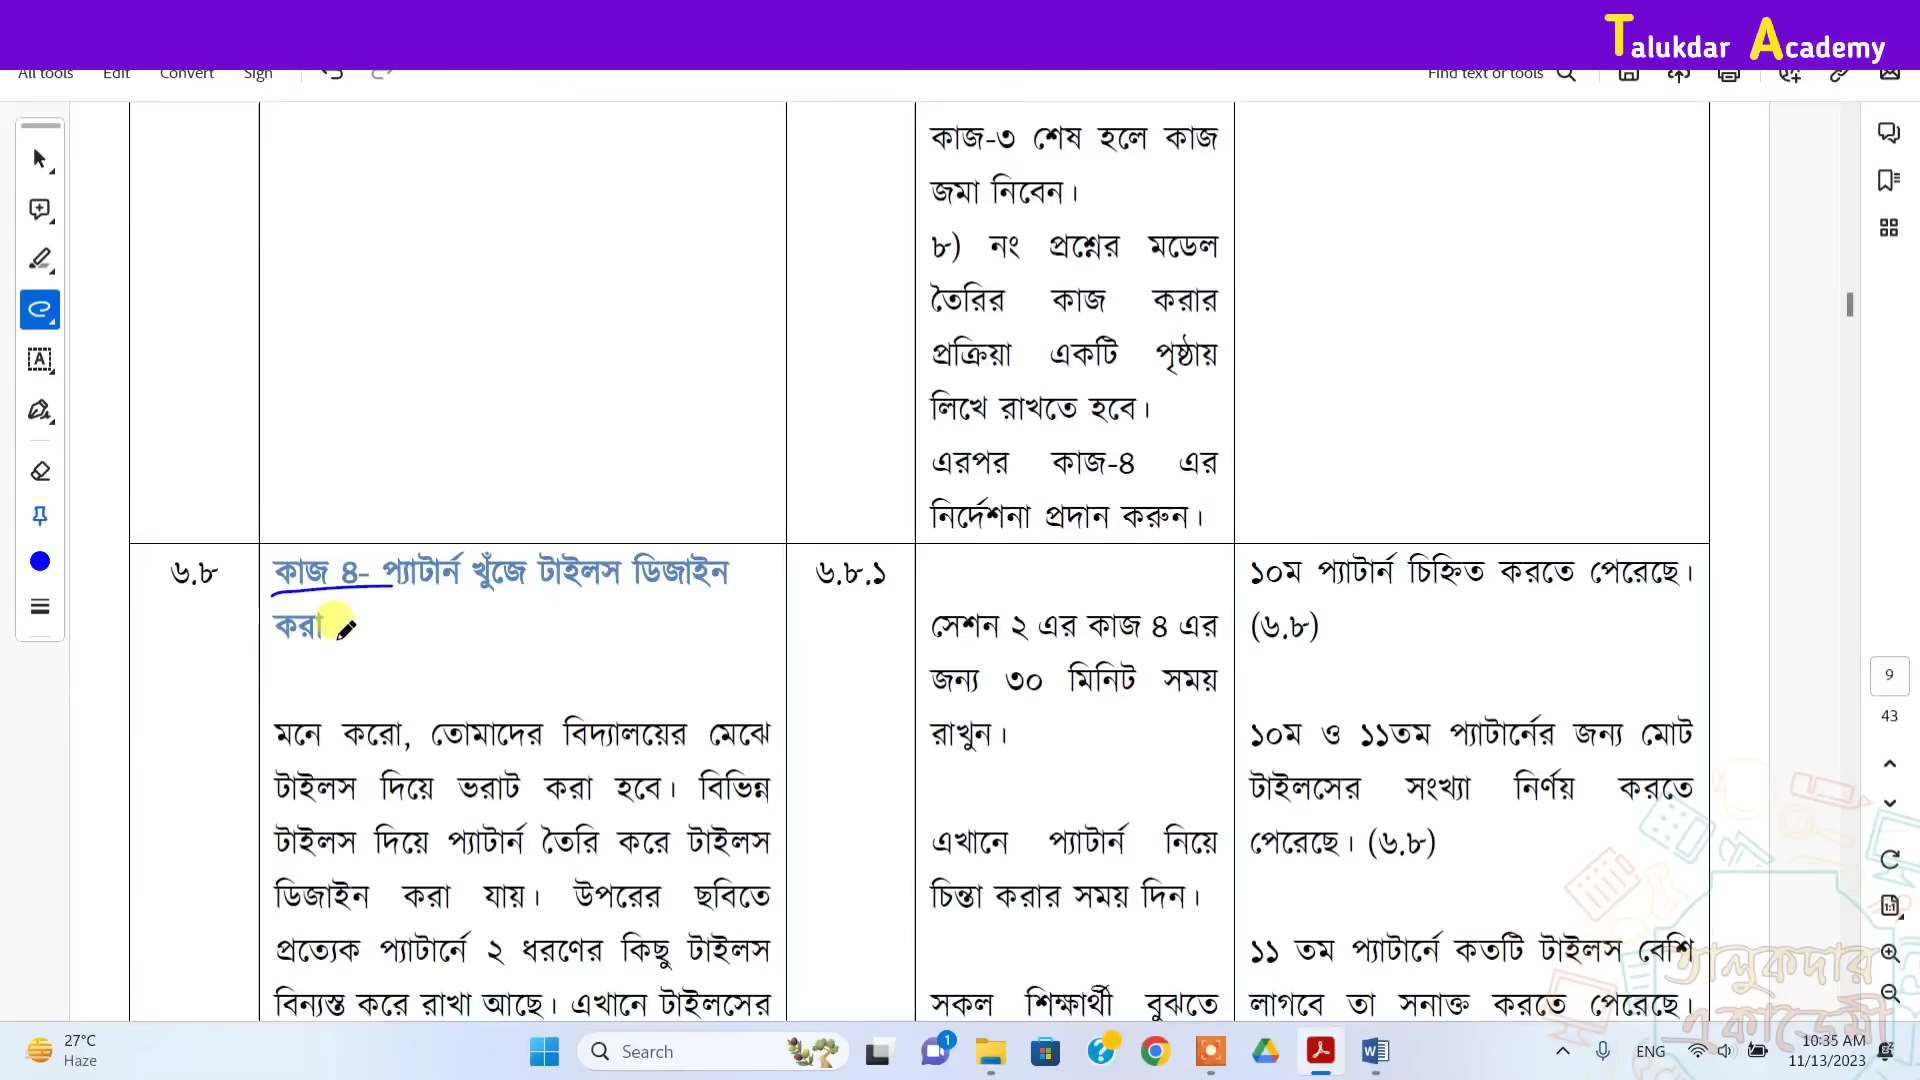 Talukdar Academy
All tools Edit Convert Sign
Find text or tools
কাজ-৩ শেষ হলে কাজ
জমা নিবেন।
৮) নং প্রশ্নের মডেল
তৈরির কাজ করার
প্রক্রিয়া একটি পৃষ্ঠায়
লিখে রাখতে হবে।
এরপর কাজ-৪ এর
নির্দেশনা প্রদান করুন।
৬.৮
কাজ ৪- প্যাটার্ন খুঁজে টাইলস ডিজাইন
করা
মনে করো, তোমাদের বিদ্যালয়ের মেঝে
টাইলস দিয়ে ভরাট করা হবে। বিভিন্ন
টাইলস দিয়ে প্যাটার্ন তৈরি করে টাইলস
ডিজাইন করা যায়। উপরের ছবিতে
প্রত্যেক প্যাটার্নে ২ ধরণের কিছু টাইলস
বিন্যস্ত করে রাখা আছে। এখানে টাইলসের
৬.৮.১
সেশন ২ এর কাজ ৪ এর
জন্য ৩০ মিনিট সময়
রাখুন।
এখানে প্যাটার্ন নিয়ে
চিন্তা করার সময় দিন।
সকল শিক্ষার্থী বুঝতে
১০ম প্যাটার্ন চিহ্নিত করতে পেরেছে।
(৬.৮)
১০ম ও ১১তম প্যাটার্নের জন্য মোট
টাইলসের সংখ্যা নির্ণয় করতে
পেরেছে। (৬.৮)
১১ তম প্যাটার্নে কতটি টাইলস বেশি
লাগবে তা সনাক্ত করতে পেরেছে।
9
43
তালুকদার
একাডেমী
27°C
Haze
Search
1
ENG
10:35 AM
11/13/2023